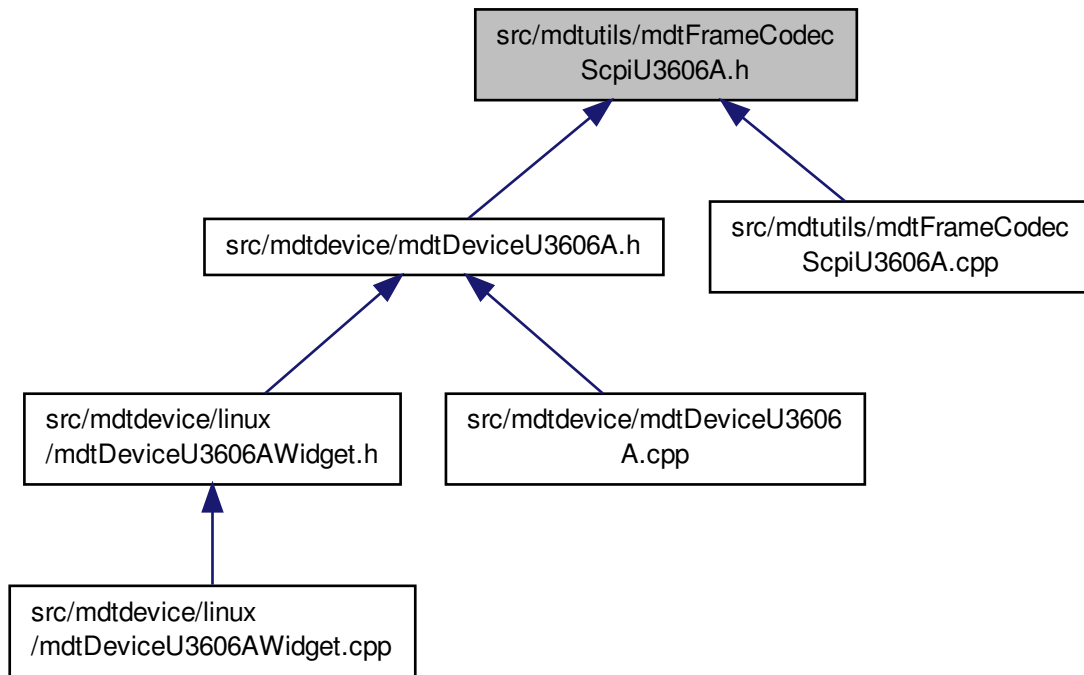 src/mdtutils/mdtFrameCodec
ScpiU3606A.h
src/mdtdevice/mdtDeviceU3606A.h
src/mdtutils/mdtFrameCodec
ScpiU3606A.cpp
src/mdtdevice/linux
/mdtDeviceU3606AWidget.h
src/mdtdevice/mdtDeviceU3606
A.cpp
src/mdtdevice/linux
/mdtDeviceU3606AWidget.cpp